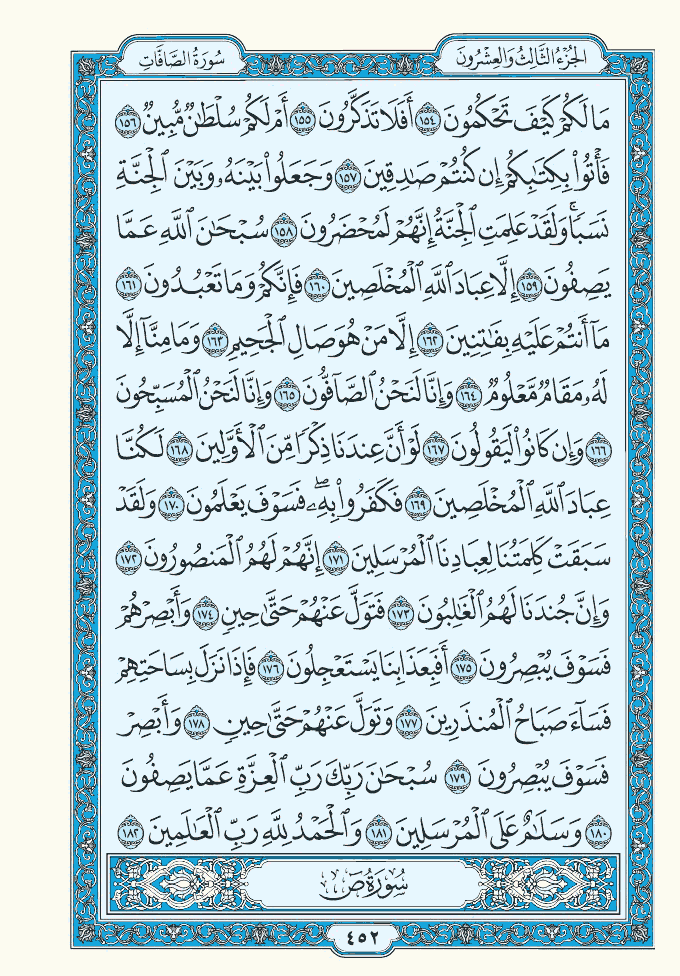 الجُزْءُ الثَّالِثُ وَالعِشْرُونَ
سُورَةُ الصَّافَّاتِ
مَا لَكُمْ كَيْفَ تَحْكُمُونَ ١٥٤ أَفَلَا تَذَكَّرُونَ ١٥٥ أَمْ لَكُمْ سُلْطَٰنٌ مُّبِينٌ ١٥٦
فَأْتُوا۟ بِكِتَٰبِكُمْ إِن كُنتُمْ صَٰدِقِينَ ١٥٧ وَجَعَلُوا۟ بَيْنَهُۥ وَبَيْنَ ٱلْجِنَّةِ
نَسَبًۭا ۚ وَلَقَدْ عَلِمَتِ ٱلْجِنَّةُ إِنَّهُمْ لَمُحْضَرُونَ ١٥٨ سُبْحَٰنَ ٱللَّهِ عَمَّا
يَصِفُونَ ١٥٩ إِلَّا عِبَادَ ٱللَّهِ ٱلْمُخْلَصِينَ ١٦٠ فَإِنَّكُمْ وَمَا تَعْبُدُونَ ١٦١
مَآ أَنتُمْ عَلَيْهِ بِفَٰتِنِينَ ١٦٢ إِلَّا مَنْ هُوَ صَالِ ٱلْجَحِيمِ ١٦٣ وَمَا مِنَّآ إِلَّا
لَهُۥ مَقَامٌ مَّعْلُومٌ ١٦٤ وَإِنَّا لَنَحْنُ ٱلصَّآفُّونَ ١٦٥ وَإِنَّا لَنَحْنُ ٱلْمُسَبِّحُونَ
١٦٦ وَإِن كَانُوا۟ لَيَقُولُونَ ١٦٧ لَوْ أَنَّ عِندَنَا ذِكْرًا مِّنَ ٱلْأَوَّلِينَ ١٦٨ لَكُنَّا
عِبَادَ ٱللَّهِ ٱلْمُخْلَصِينَ ١٦٩ فَكَفَرُوا۟ بِهِۦ ۖ فَسَوْفَ يَعْلَمُونَ ١٧٠ وَلَقَدْ
سَبَقَتْ كَلِمَتُنَا لِعِبَادِنَا ٱلْمُرْسَلِينَ ١٧١ إِنَّهُمْ لَهُمُ ٱلْمَنصُورُونَ ١٧٢
وَإِنَّ جُندَنَا لَهُمُ ٱلْغَٰلِبُونَ ١٧٣ فَتَوَلَّ عَنْهُمْ حَتَّىٰ حِينٍ ١٧٤ وَأَبْصِرْهُمْ
فَسَوْفَ يُبْصِرُونَ ١٧٥ أَفَبِعَذَابِنَا يَسْتَعْجِلُونَ ١٧٦ فَإِذَا نَزَلَ بِسَاحَتِهِمْ
فَسَآءَ صَبَاحُ ٱلْمُنذَرِينَ ١٧٧ وَتَوَلَّ عَنْهُمْ حَتَّىٰ حِينٍ ١٧٨ وَأَبْصِرْ
فَسَوْفَ يُبْصِرُونَ ١٧٩ سُبْحَٰنَ رَبِّكَ رَبِّ ٱلْعِزَّةِ عَمَّا يَصِفُونَ
١٨٠ وَسَلَٰمٌ عَلَى ٱلْمُرْسَلِينَ ١٨١ وَٱلْحَمْدُ لِلَّهِ رَبِّ ٱلْعَٰلَمِينَ ١٨٢
سُورَةُ صٓ
٤٥٢